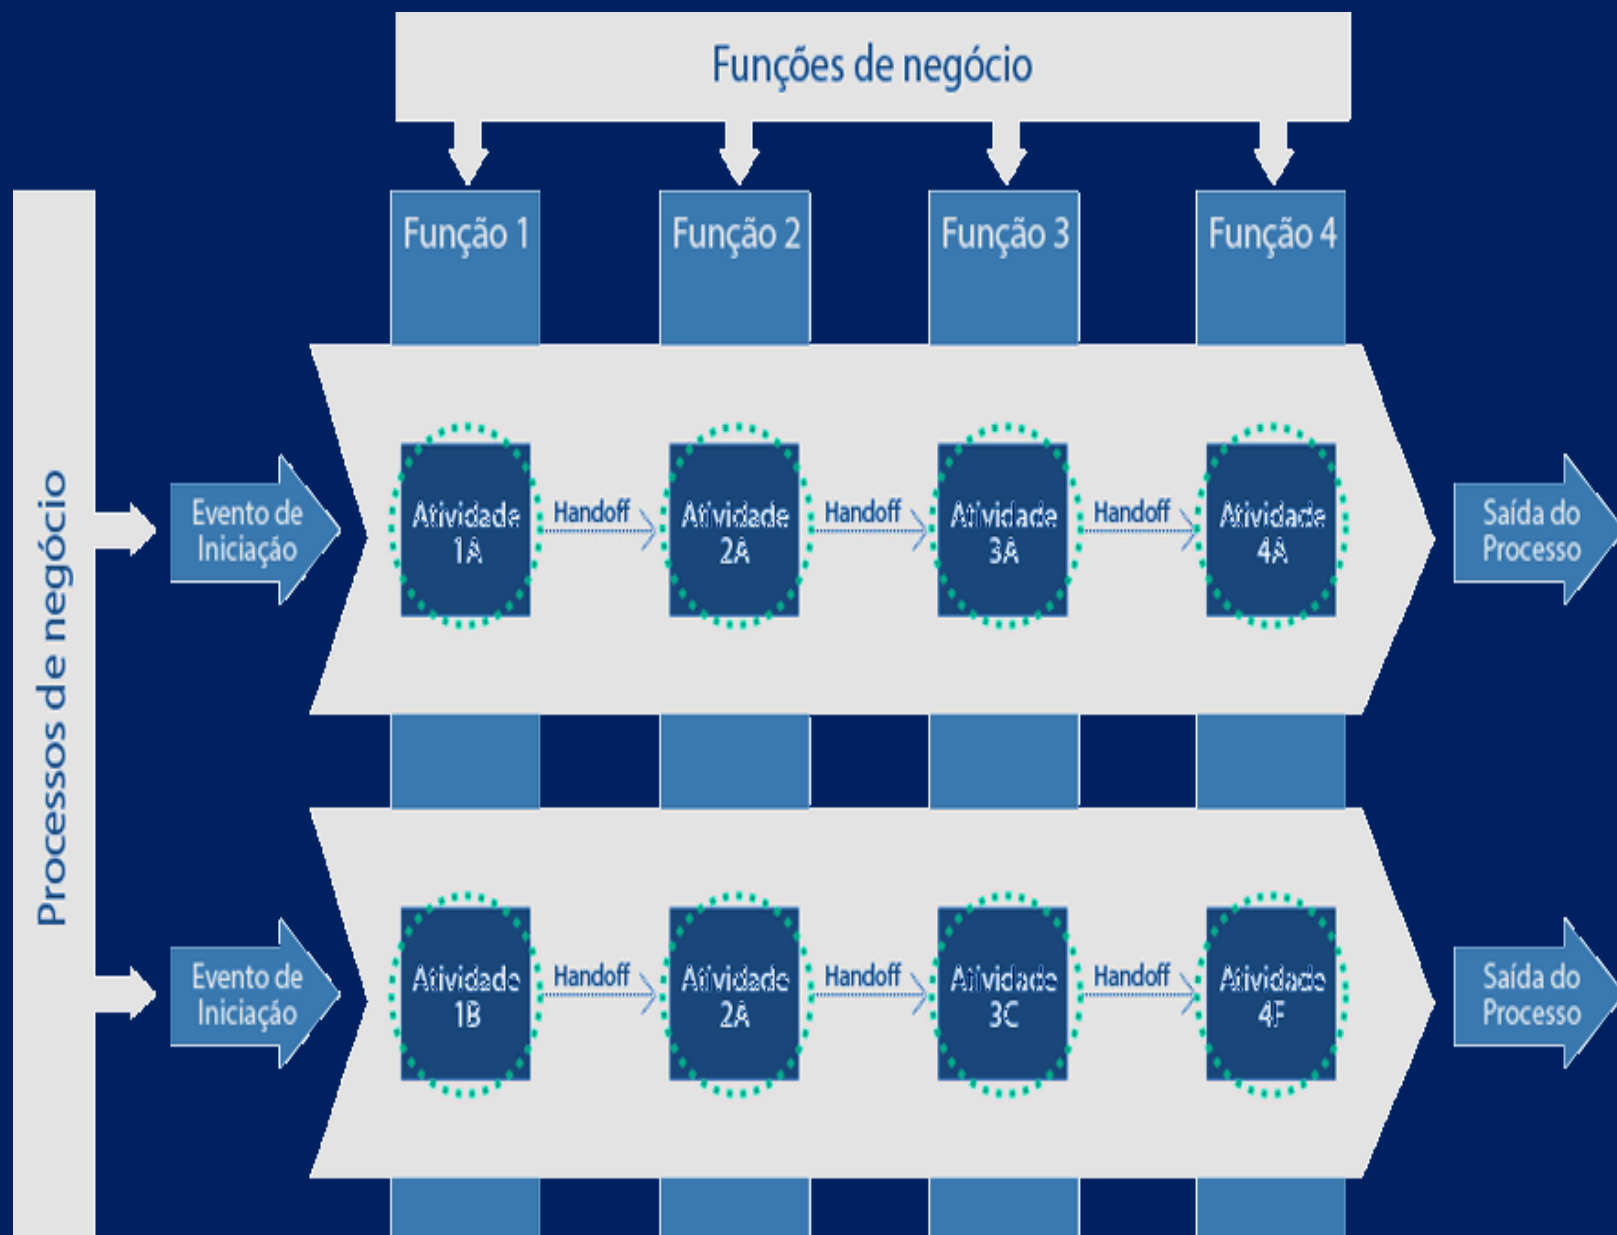 Funções de negócio
Função 1
Função 2
Função 3
Função 4
Processos de negócio
Evento de
Iniciação
Atividade
1A
Handoff
Atividade
2A
Handoff
Atividade
3A
Handoff
Atividade
4A
Saída do
Processo
Evento de
Iniciação
Atividade
1B
Handoff
Atividade
2A
Handoff
Atividade
3C
Handoff
Atividade
4F
Saída do
Processo